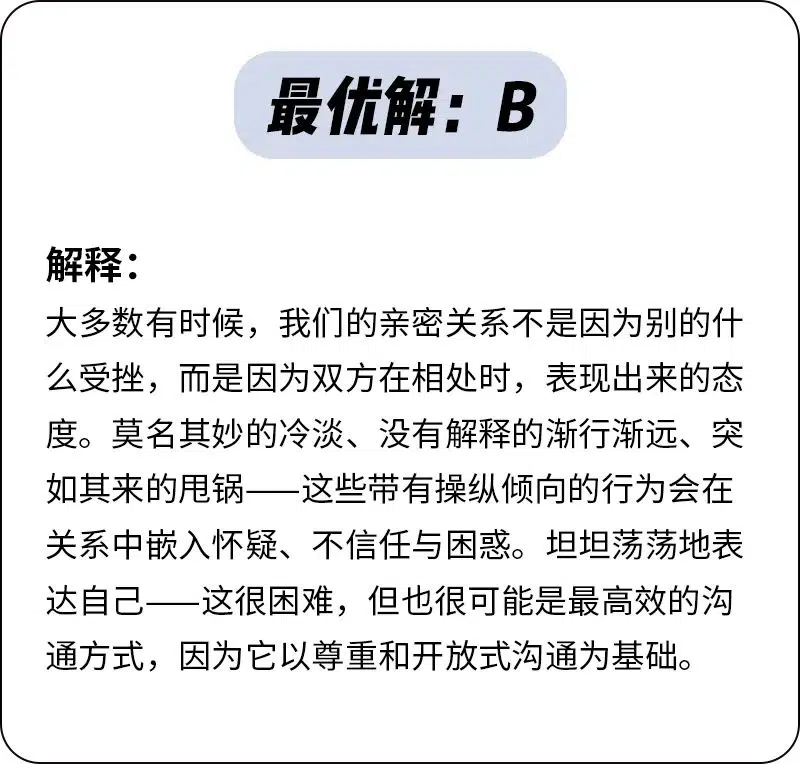 最优解：B
解释：
大多数有时候，我们的亲密关系不是因为别的什
么受挫，而是因为双方在相处时，表现出来的态
度。莫名其妙的冷淡、没有解释的渐行渐远、突
如其来的甩锅——这些带有操纵倾向的行为会在
关系中嵌入怀疑、不信任与困惑。坦坦荡荡地表
达自己——这很困难，但也很可能是最高效的沟
通方式，因为它以尊重和开放式沟通为基础。